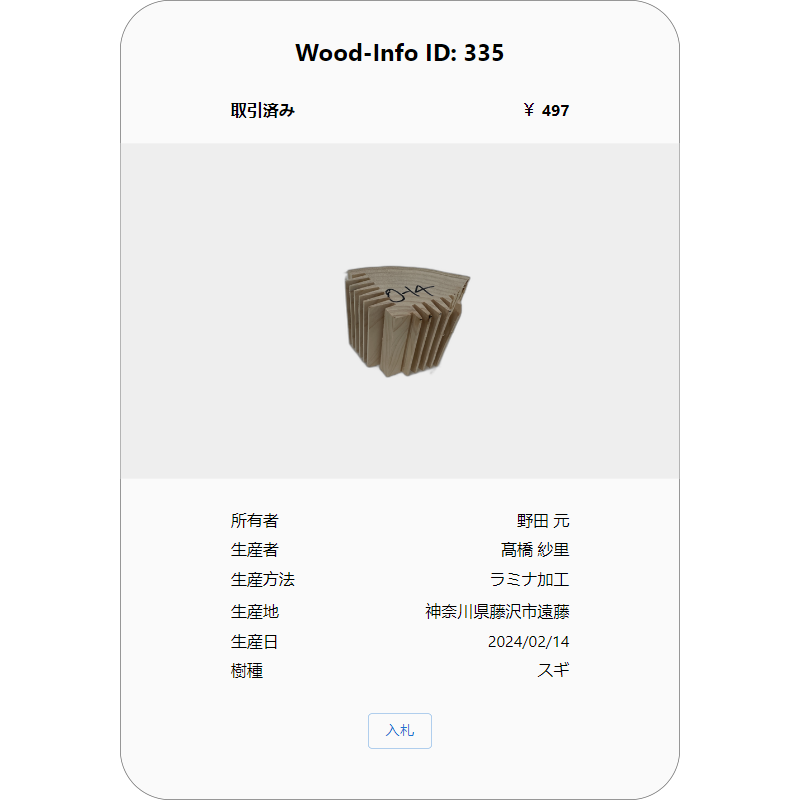 Wood-Info ID: 335
取引済み ¥ 497
O-14
所有者 野田 元
生産者 髙橋 紗里
生産方法 ラミナ加工
生産地 神奈川県藤沢市遠藤
生産日 2024/02/14
樹種 スギ
入札